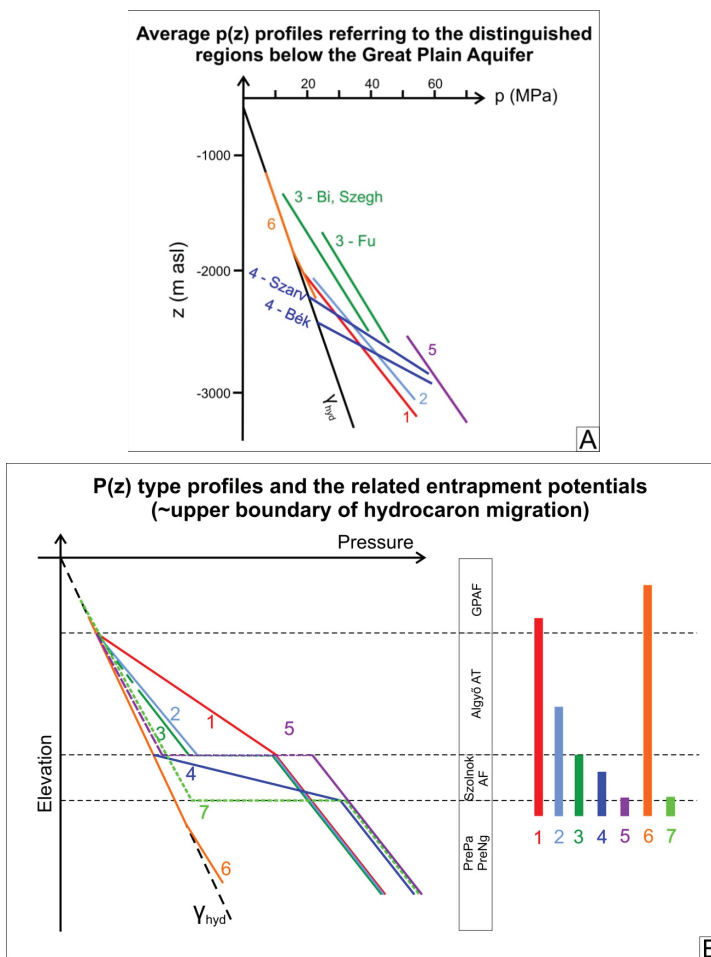 Average p(z) profiles referring to the distinguished
regions below the Great Plain Aquifer
20
40
60
p (MPa)
-1000
-2000
-3000
z (m asl)
6
3 - Bi, Szegh
3 - Fu
4 - Szarv
4 - Bék
5
2
1
γhyd
A
P(z) type profiles and the related entrapment potentials
(~upper boundary of hydrocaron migration)
Pressure
Elevation
2
1
3
5
4
7
6
γhyd
GPAF
Algyő AT
Szolnok
AF
PrePa
PreNg
1 2 3 4 5 6 7